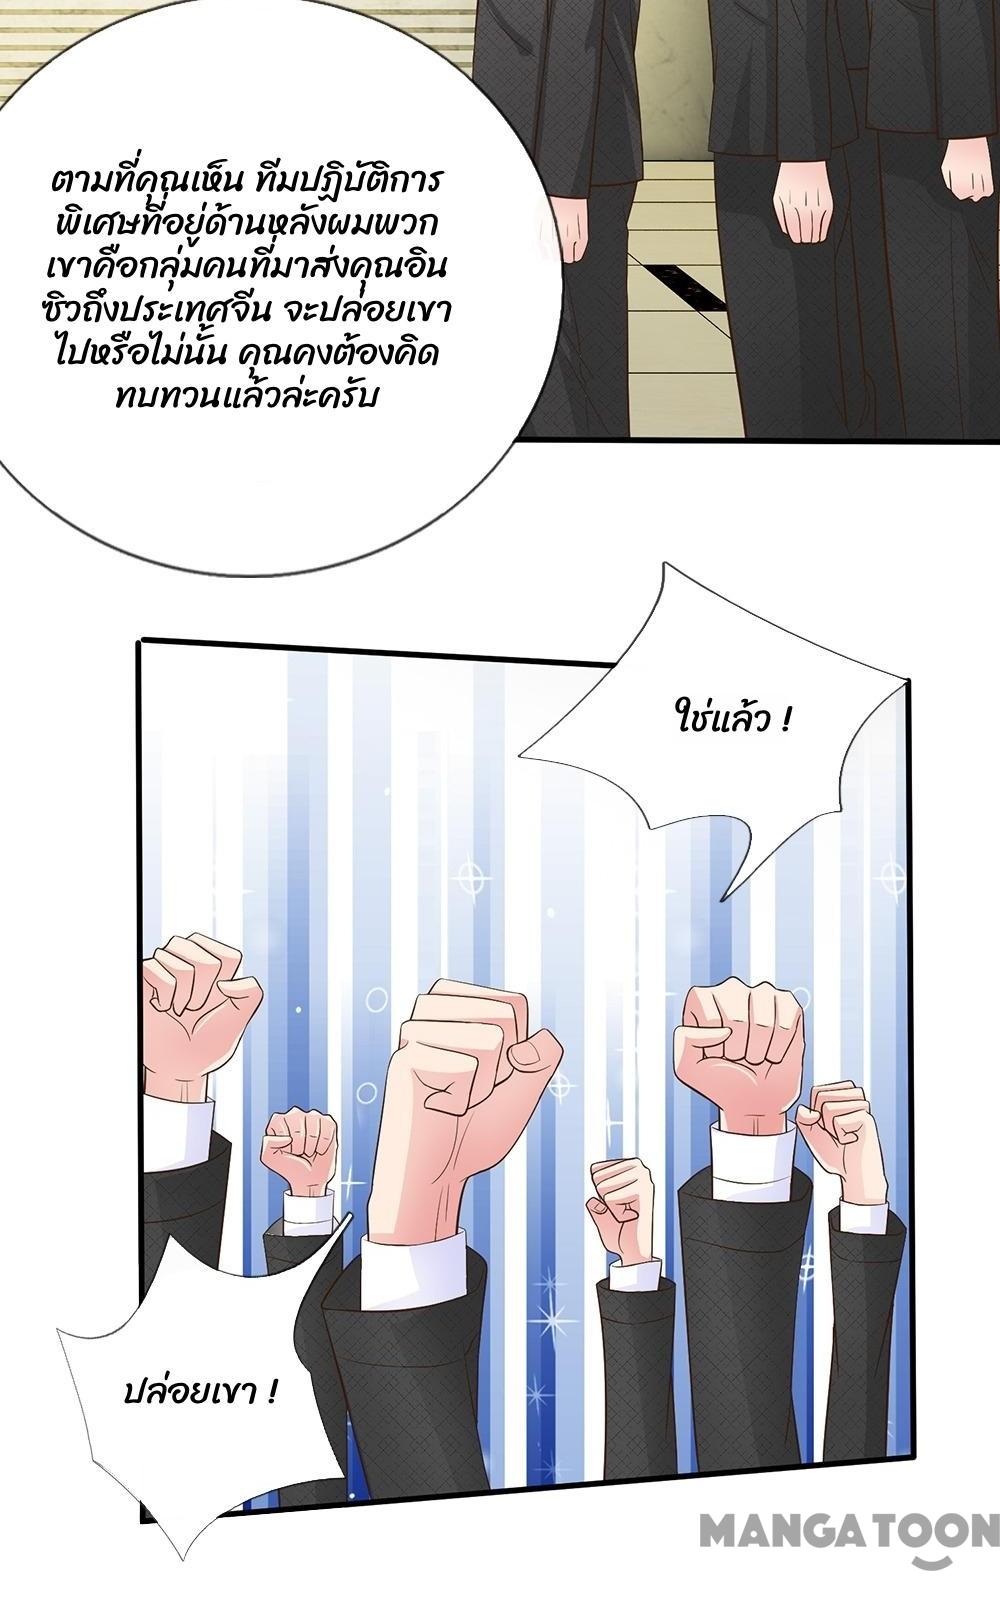 ตามที่คุณเห็น ทีมปฏิบัติการ
พิเศษที่อยู่ด้านหลังผมพวก
เขาคือกลุ่มคนที่มาส่งคุณอิน
ซิวถึงประเทศจีน จะปล่อยเขา
ไปหรือไม่นั้น คุณคงต้องคิด
ทบทวนแล้วล่ะครับ
ใช่แล้ว !
ปล่อยเขา !
MANGATOON